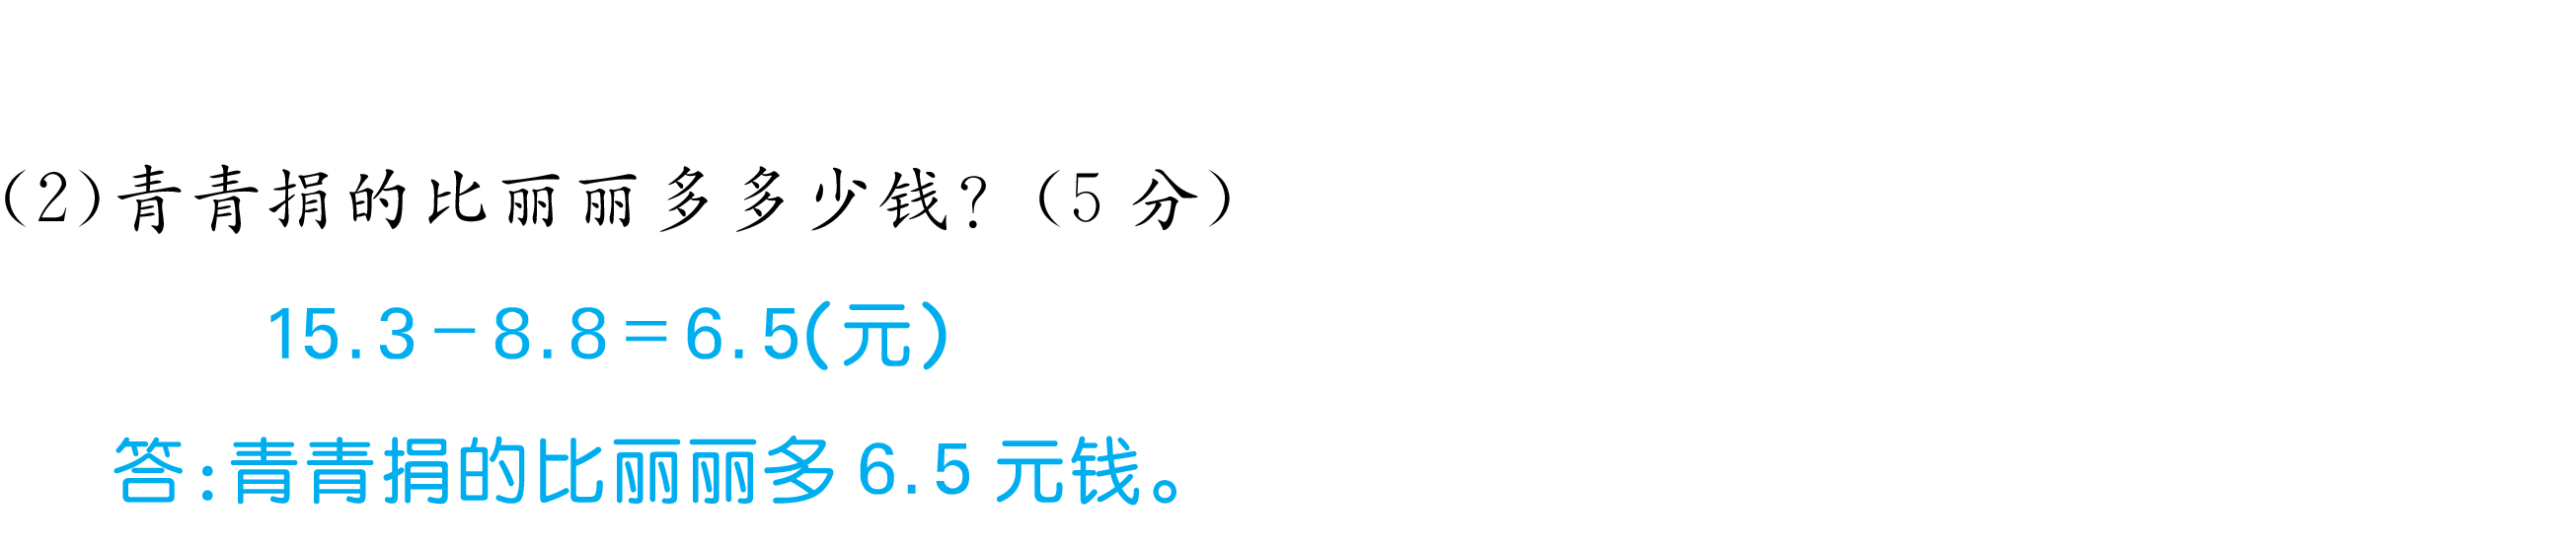 (2)青青捐的比丽丽多多少钱?(5 分)
15.3-8.8=6.5(元)
答:青青捐的比丽丽多 6.5 元钱。